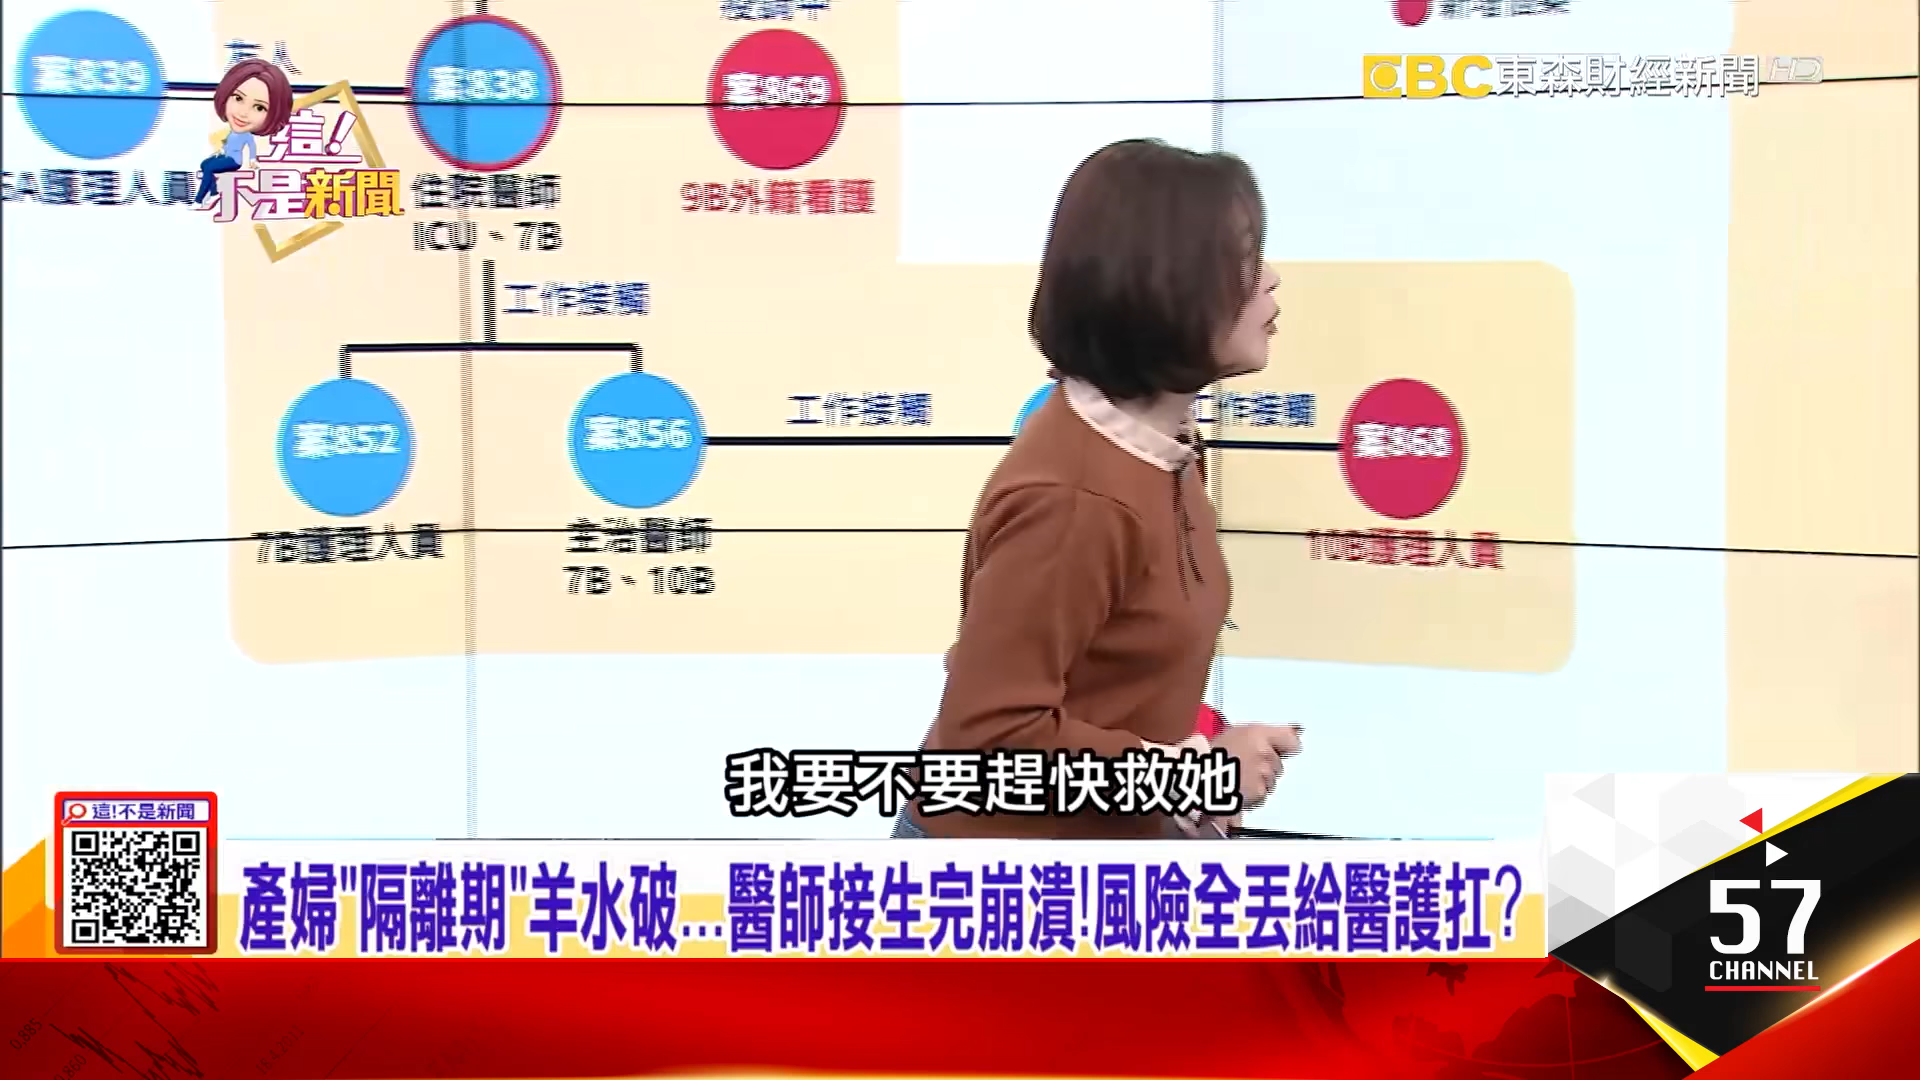 友人
案839
案838
案869
EBC 東森財經新聞 HD
這!
不是新聞
5A護理人員
住院醫師
ICU、7B
9B外籍看護
工作接觸
案852
案856
工作接觸
工作接觸
案868
7B護理人員
主治醫師
7B、10B
10B護理人員
我要不要趕快救她
這!不是新聞
產婦"隔離期"羊水破...醫師接生完崩潰!風險全丟給醫護扛?
57
CHANNEL